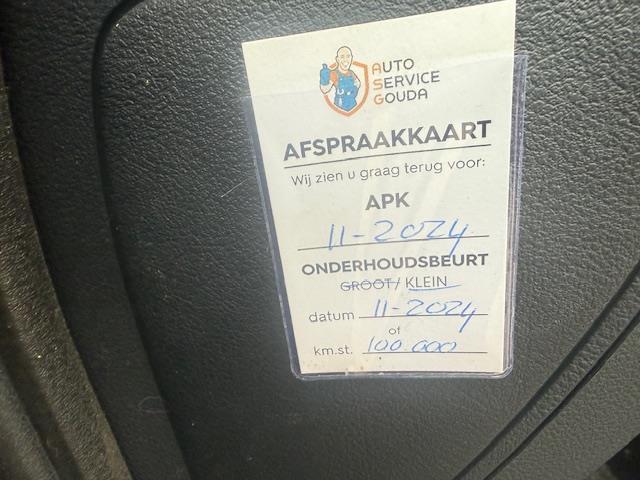 AUTO
SERVICE
GOUDA
AFSPRAAKKAART
Wij zien u graag terug voor:
APK
11-2024
ONDERHOUDSBEURT
GROOT / KLEIN
datum 11-2024
of
km.st. 100.000